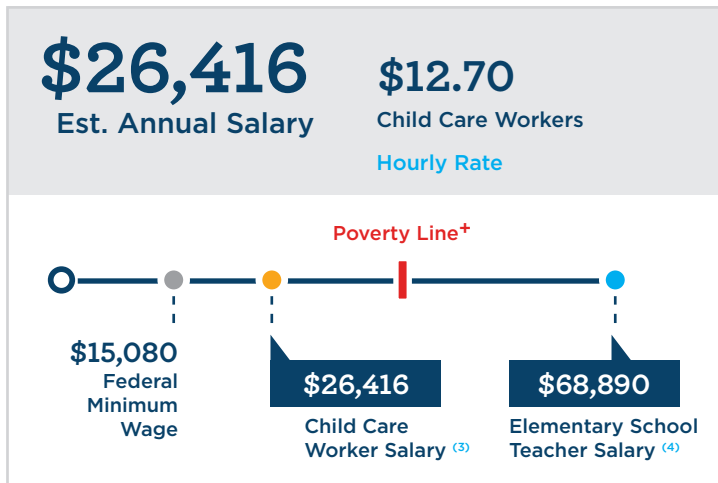 $26,416
Est. Annual Salary
$12.70
Child Care Workers
Hourly Rate
Poverty Line+
$15,080
Federal
Minimum
Wage
$26,416
Child Care
Worker Salary (3)
$68,890
Elementary School
Teacher Salary (4)